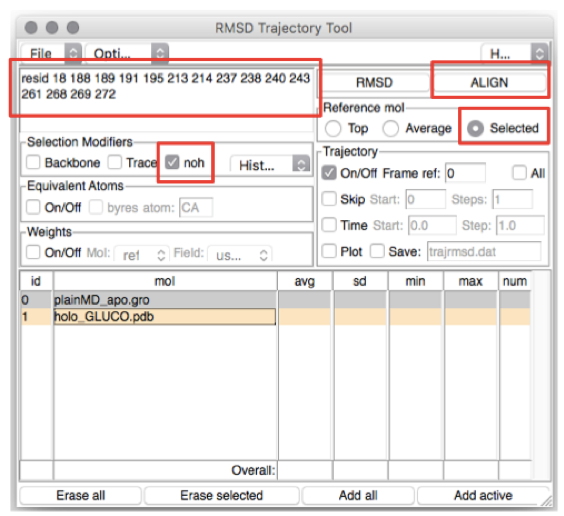 RMSD Trajectory Tool
File Opti... H...
resid 18 188 189 191 195 213 214 237 238 240 243
261 268 269 272
RMSD ALIGN
Reference mol
Top Average Selected
Selection Modifiers
Backbone Trace noh Hist...
Trajectory
On/Off Frame ref: 0 All
Skip Start: 0 Steps: 1
Time Start: 0.0 Step: 1.0
Plot Save: trajrmsd.dat
Equivalent Atoms
On/Off byres atom: CA
Weights
On/Off Mol: ref Field: us...
id mol avg sd min max num
0 plainMD_apo.gro
1 holo_GLUCO.pdb
Overall:
Erase all Erase selected Add all Add active